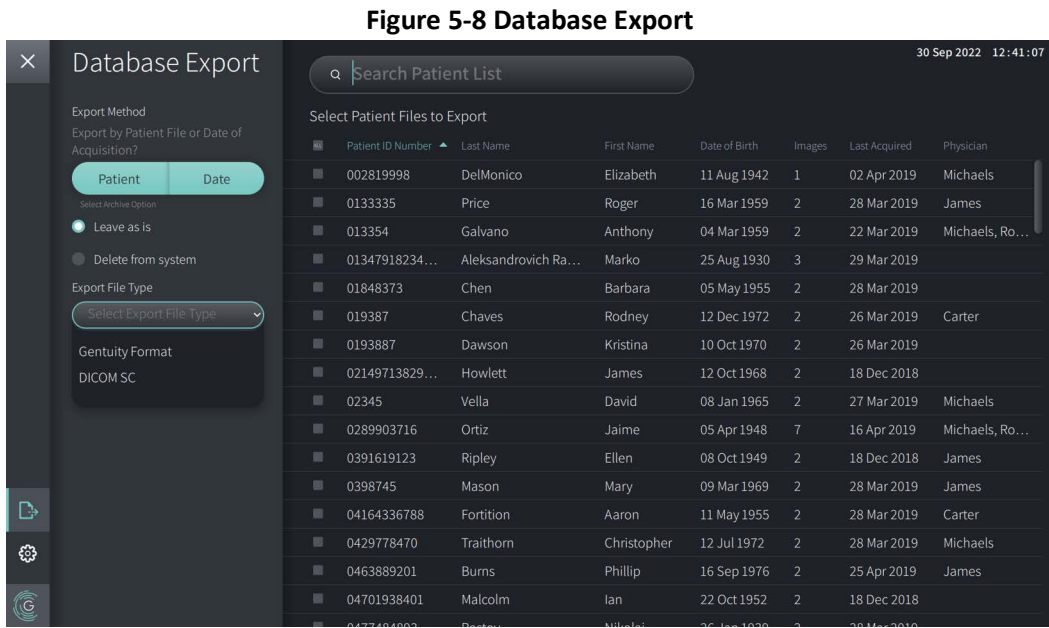 Figure 5-8 Database Export
30 Sep 2022 12:41:07
Database Export
Export Method
Export by Patient File or Date of
Acquisition?
Patient Date
Select Archive Option
Leave as is
Delete from system
Export File Type
Select Export File Type
Gentuity Format
DICOM SC
G
Search Patient List
Select Patient Files to Export
ALL Patient ID Number Last Name First Name Date of Birth Images Last Acquired Physician
002819998 DelMonico Elizabeth 11 Aug 1942 1 02 Apr 2019 Michaels
0133335 Price Roger 16 Mar 1959 2 28 Mar 2019 James
013354 Galvano Anthony 04 Mar 1959 2 22 Mar 2019 Michaels, Ro...
01347918234... Aleksandrovich Ra... Marko 25 Aug 1930 3 29 Mar 2019
01848373 Chen Barbara 05 May 1955 2 28 Mar 2019
019387 Chaves Rodney 12 Dec 1972 2 26 Mar 2019 Carter
0193887 Dawson Kristina 10 Oct 1970 2 26 Mar 2019
02149713829... Howlett James 12 Oct 1968 2 18 Dec 2018
02345 Vella David 08 Jan 1965 2 27 Mar 2019 Michaels
0289903716 Ortiz Jaime 05 Apr 1948 7 16 Apr 2019 Michaels, Ro...
0391619123 Ripley Ellen 08 Oct 1949 2 18 Dec 2018 James
0398745 Mason Mary 09 Mar 1969 2 28 Mar 2019 James
04164336788 Fortition Aaron 11 May 1955 2 28 Mar 2019 Carter
0429778470 Traithorn Christopher 12 Jul 1972 2 28 Mar 2019 Michaels
0463889201 Burns Phillip 16 Sep 1976 2 25 Apr 2019 James
04701938401 Malcolm Ian 22 Oct 1952 2 18 Dec 2018